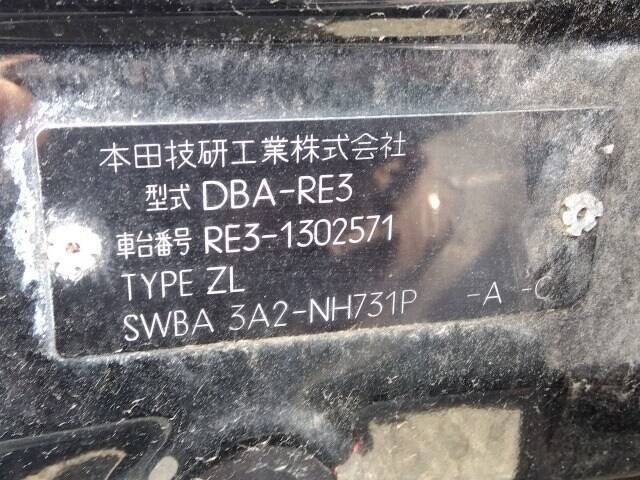 本田技研工業株式会社
型式 DBA-RE3
車台番号 RE3-1302571
TYPE ZL
SWBA 3A2-NH731P -A -C